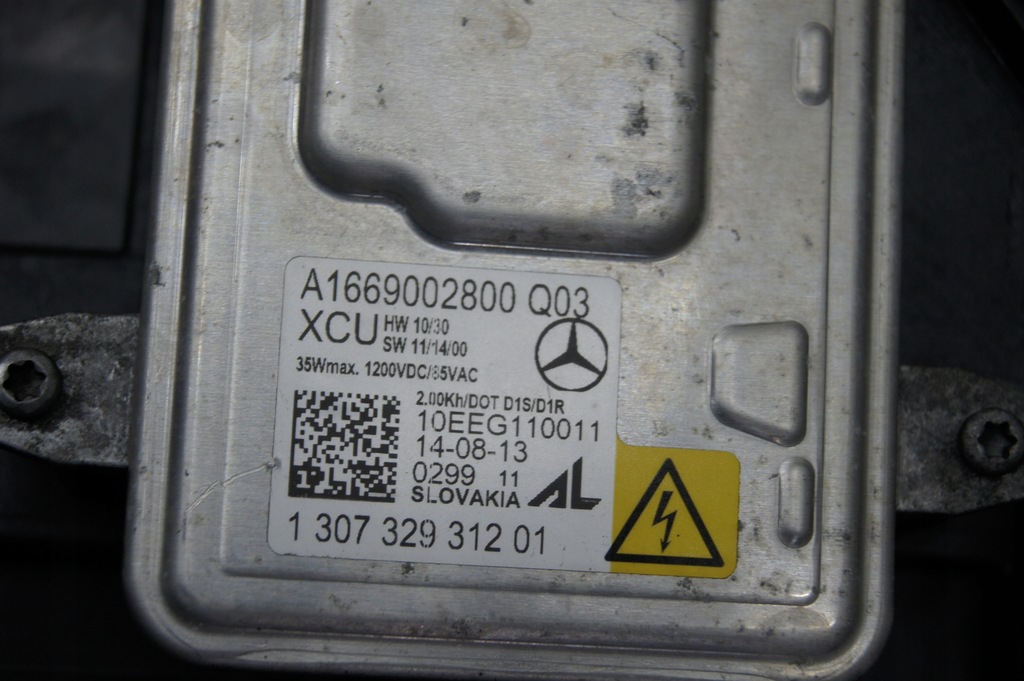 A1669002800 Q03
XCU HW 10/30
SW 11/14/00
35Wmax. 1200VDC/85VAC
2.00Kh/DOT D1S/D1R
10EEG110011
14-08-13
0299 11
SLOVAKIA AL
1 307 329 312 01